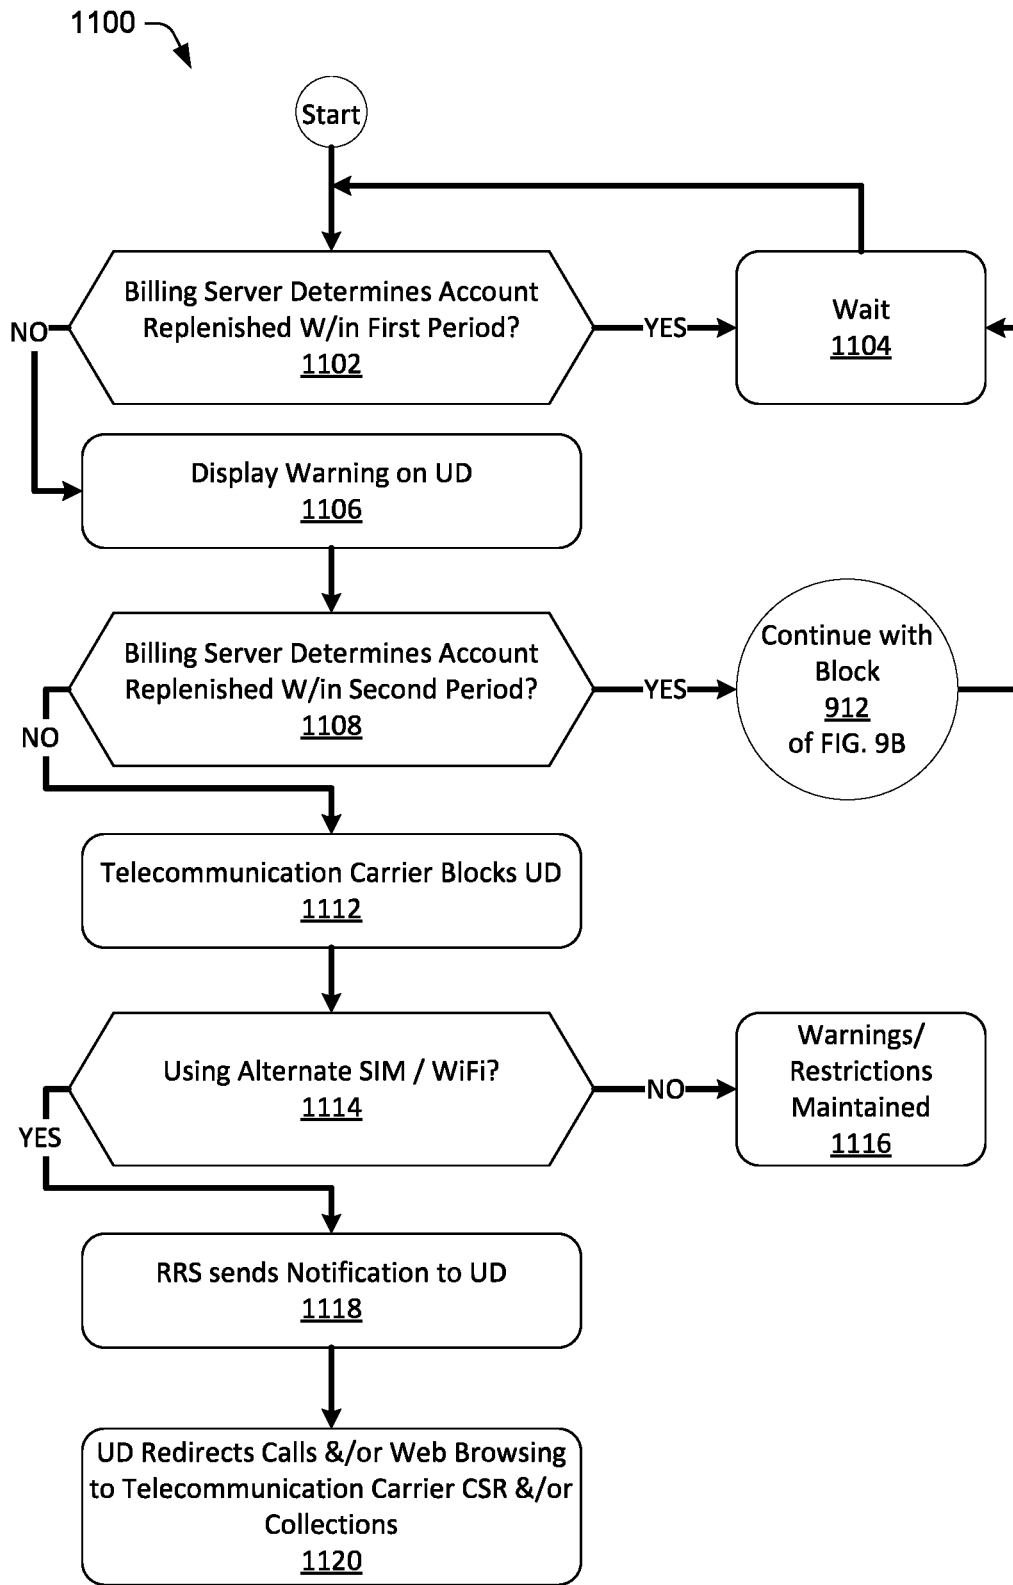 1100
Start
Billing Server Determines Account
Replenished W/in First Period?
1102
NO
YES
Wait
1104
Display Warning on UD
1106
Billing Server Determines Account
Replenished W/in Second Period?
1108
NO
YES
Continue with
Block
912
of FIG. 9B
Telecommunication Carrier Blocks UD
1112
Using Alternate SIM / WiFi?
1114
YES
NO
Warnings/
Restrictions
Maintained
1116
RRS sends Notification to UD
1118
UD Redirects Calls &/or Web Browsing
to Telecommunication Carrier CSR &/or
Collections
1120